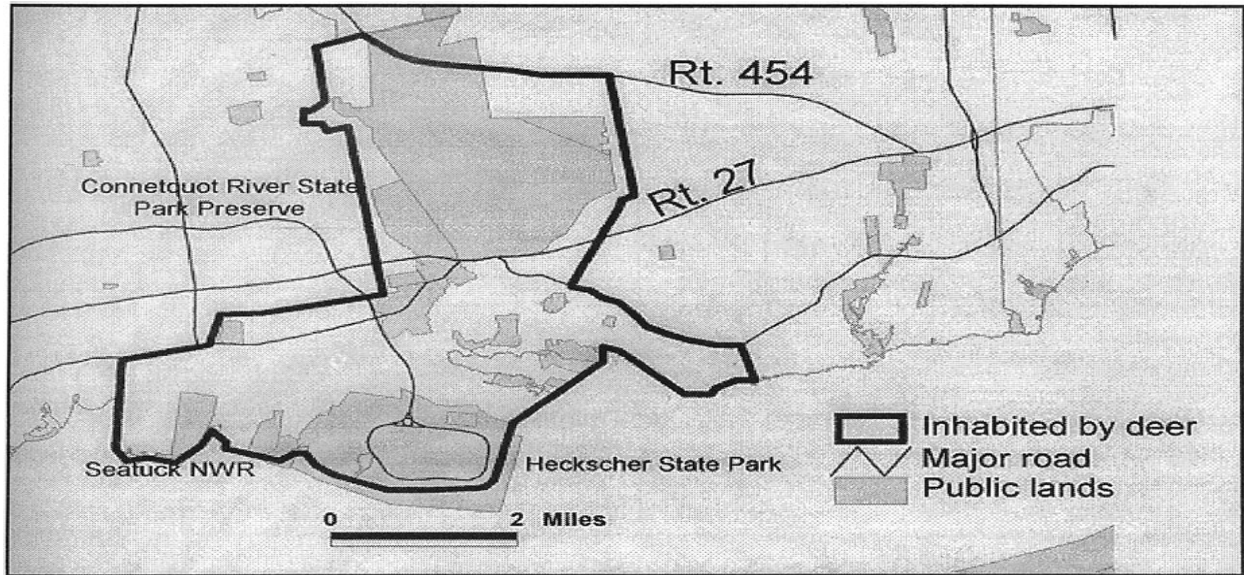 Rt. 454
Rt. 27
Connetquot River State
Park Preserve
Inhabited by deer
Major road
Public lands
Seatuck NWR
Heckscher State Park
0 2 Miles